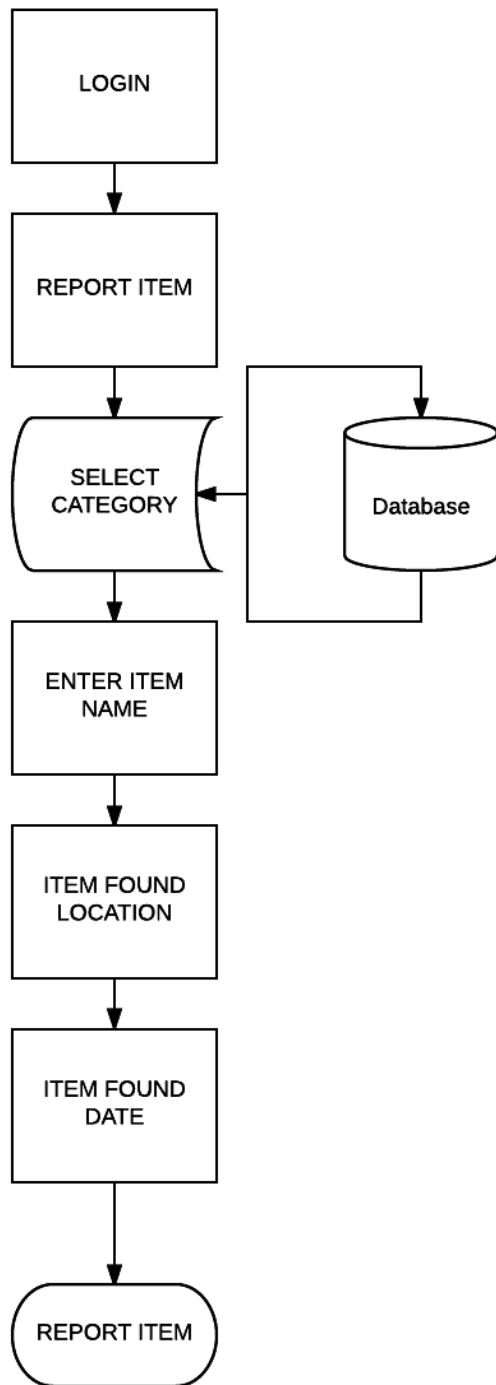 LOGIN
REPORT ITEM
SELECT
CATEGORY
Database
ENTER ITEM
NAME
ITEM FOUND
LOCATION
ITEM FOUND
DATE
REPORT ITEM